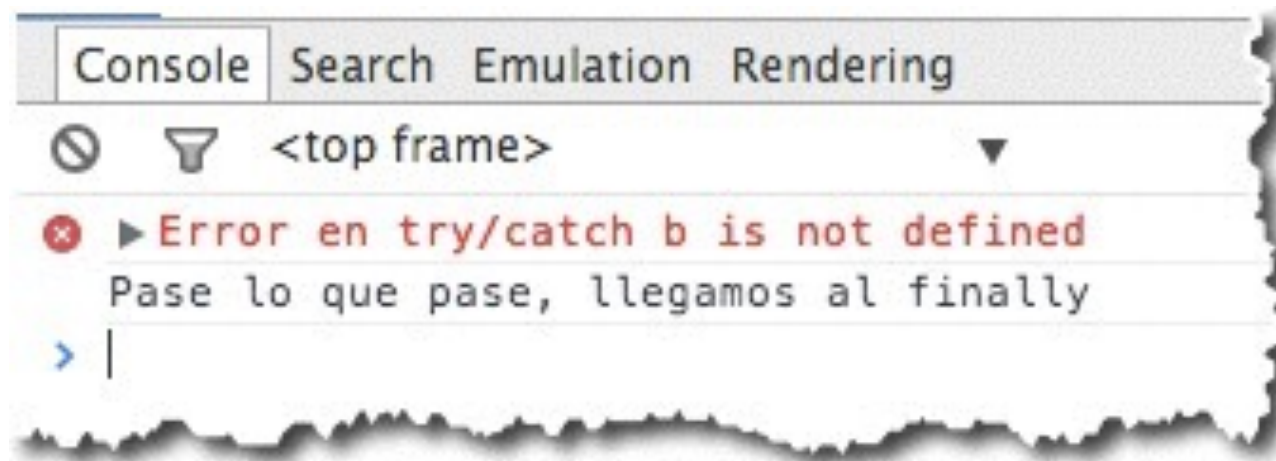 Console Search Emulation Rendering
<top frame>
Error en try/catch b is not defined
Pase lo que pase, llegamos al finally